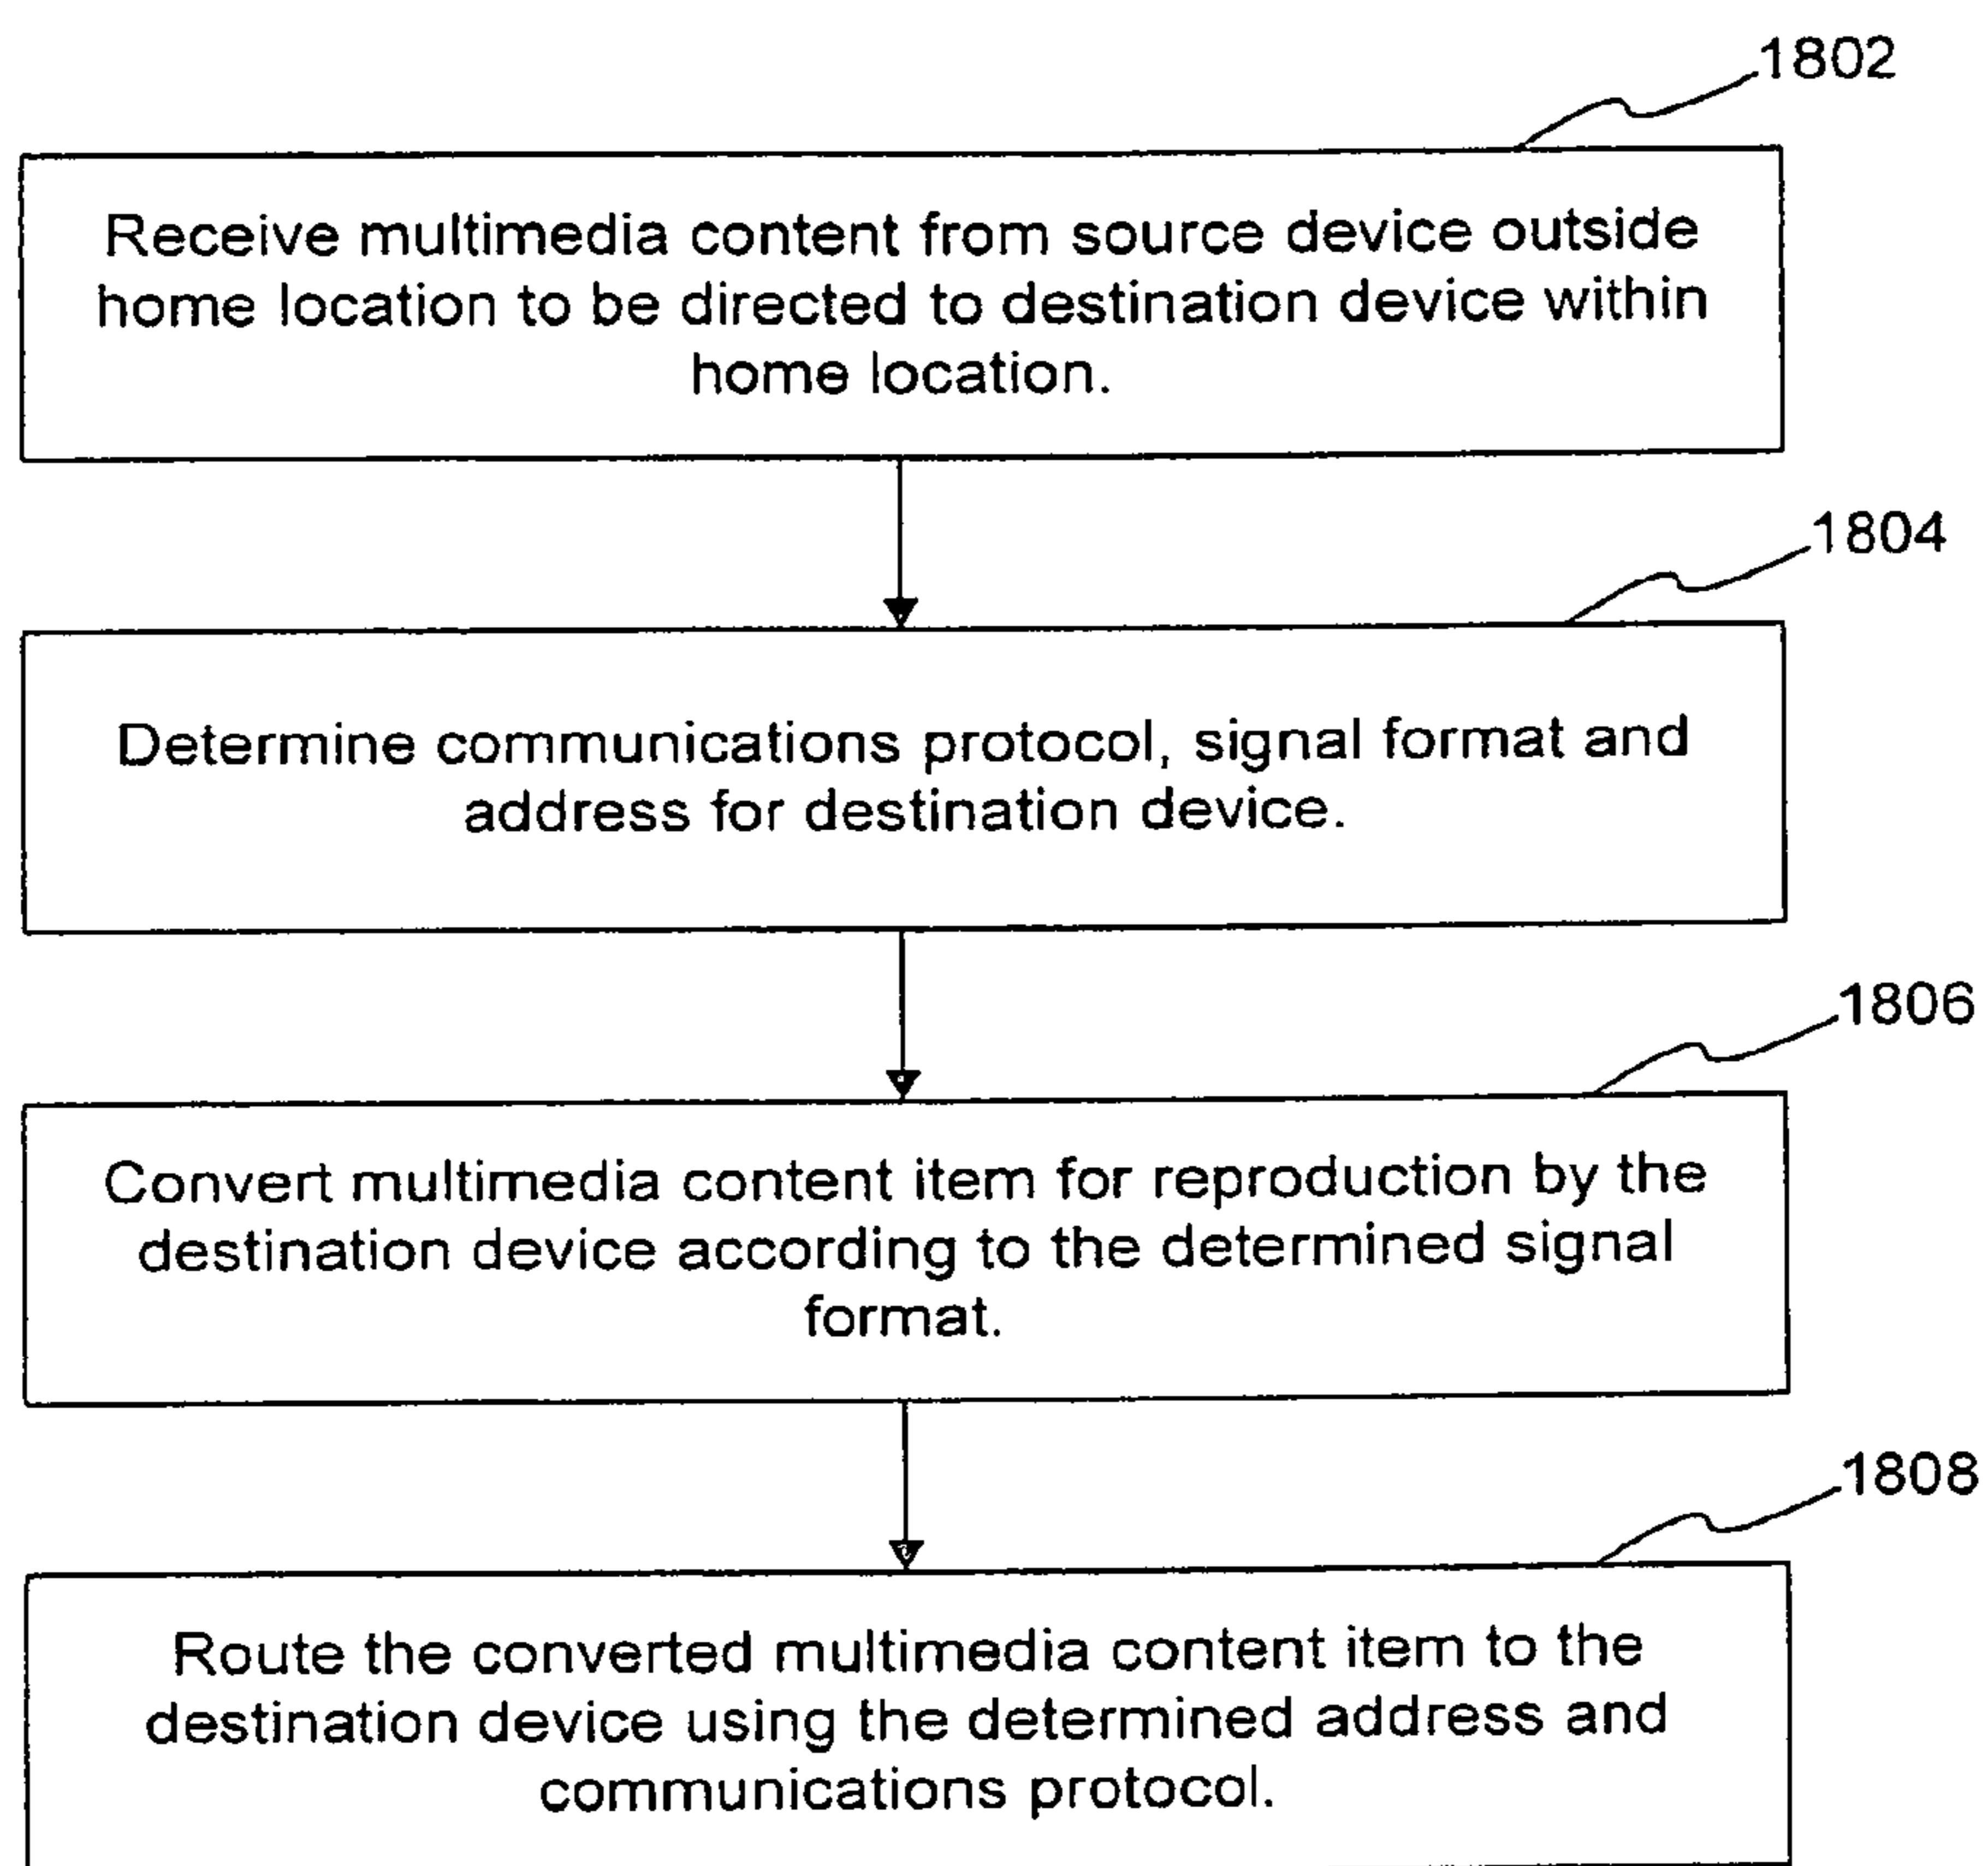 1802
Receive multimedia content from source device outside
home location to be directed to destination device within
home location.
1804
Determine communications protocol, signal format and
address for destination device.
1806
Convert multimedia content item for reproduction by the
destination device according to the determined signal
format.
1808
Route the converted multimedia content item to the
destination device using the determined address and
communications protocol.